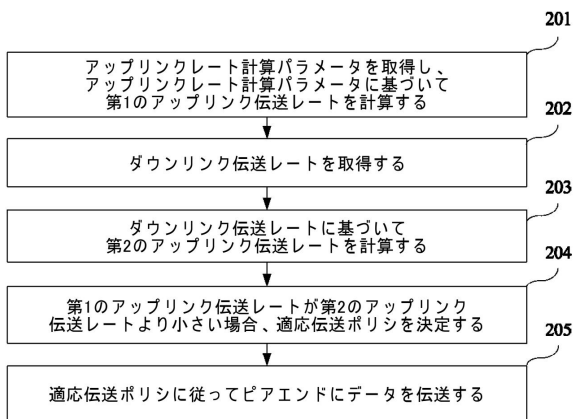 201
アップリンクレート計算パラメータを取得し、
アップリンクレート計算パラメータに基づいて
第1のアップリンク伝送レートを計算する
202
ダウンリンク伝送レートを取得する
203
ダウンリンク伝送レートに基づいて
第2のアップリンク伝送レートを計算する
204
第1のアップリンク伝送レートが第2のアップリンク
伝送レートより小さい場合、適応伝送ポリシを決定する
205
適応伝送ポリシに従ってピアエンドにデータを伝送する